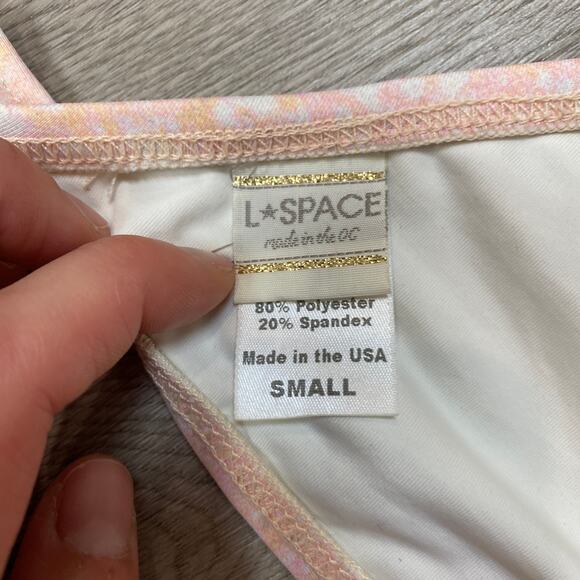 L★SPACE
made in the OC
80% Polyester
20% Spandex
Made in the USA
SMALL